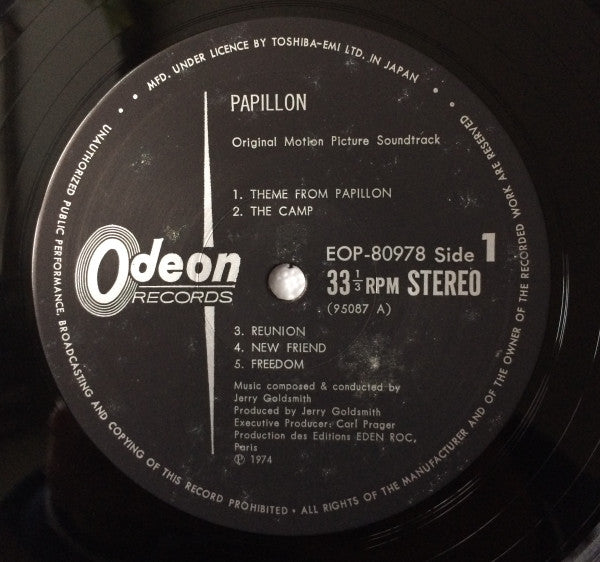 • MFD. UNDER LICENCE BY TOSHIBA-EMI LTD. IN JAPAN •
PAPILLON
Original Motion Picture Soundtrack
1. THEME FROM PAPILLON
2. THE CAMP
Odeon
RECORDS
EOP-80978 Side 1
33 1/3 RPM STEREO
(95087 A)
3. REUNION
4. NEW FRIEND
5. FREEDOM
Music composed & conducted by
Jerry Goldsmith
Produced by Jerry Goldsmith
Executive Producer: Carl Prager
Production des Editions EDEN ROC,
Paris
Ⓟ 1974
• UNAUTHORIZED PUBLIC PERFORMANCE, BROADCASTING AND COPYING OF THIS RECORD PROHIBITED • ALL RIGHTS OF THE MANUFACTURER AND OF THE OWNER OF THE RECORDED WORK ARE RESERVED •